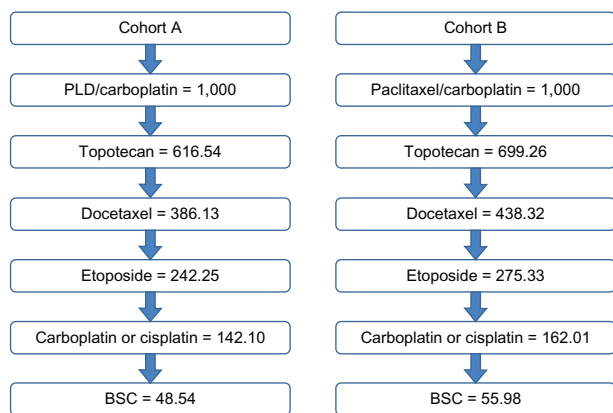 Cohort A
PLD/carboplatin = 1,000
Topotecan = 616.54
Docetaxel = 386.13
Etoposide = 242.25
Carboplatin or cisplatin = 142.10
BSC = 48.54
Cohort B
Paclitaxel/carboplatin = 1,000
Topotecan = 699.26
Docetaxel = 438.32
Etoposide = 275.33
Carboplatin or cisplatin = 162.01
BSC = 55.98